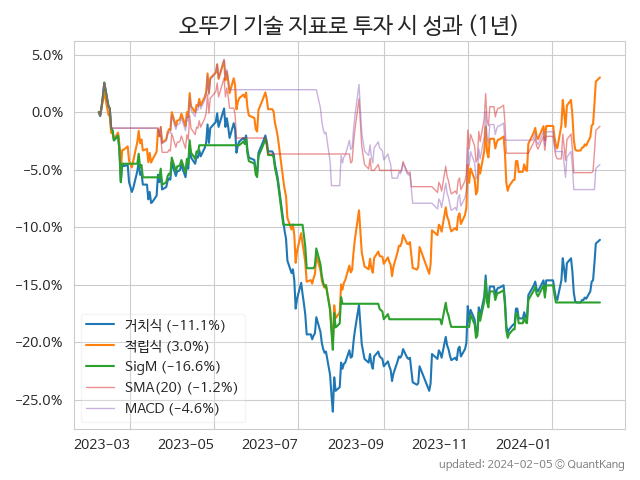 오뚜기 기술 지표로 투자 시 성과 (1년)
5.0%
0.0%
−5.0%
−10.0%
−15.0%
−20.0%
−25.0%
거치식 (−11.1%)
적립식 (3.0%)
SigM (−16.6%)
SMA(20) (−1.2%)
MACD (−4.6%)
2023−03 2023−05 2023−07 2023−09 2023−11 2024−01
updated: 2024−02−05 © QuantKang